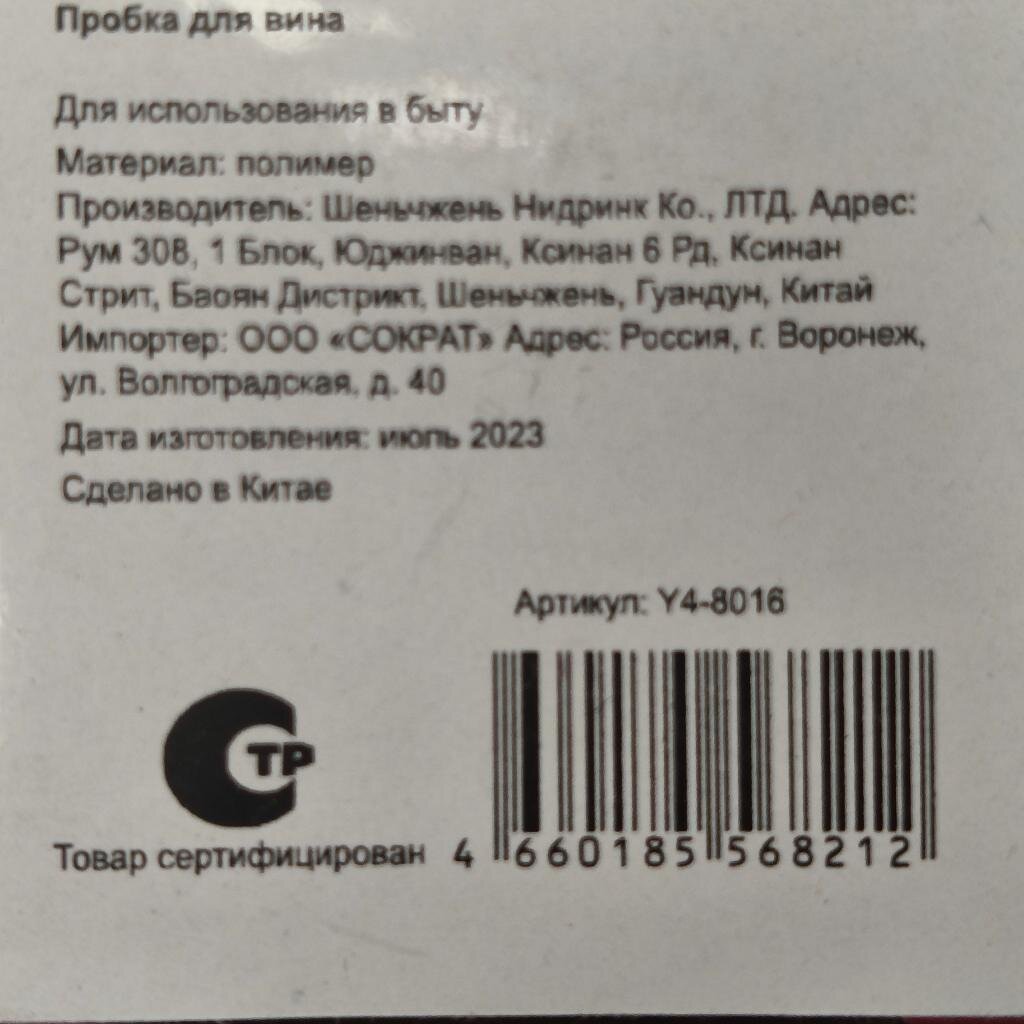 Пробка для вина
Для использования в быту
Материал: полимер
Производитель: Шеньчжень Нидринк Ко., ЛТД. Адрес:
Рум 308, 1 Блок, Юджинван, Ксинан 6 Рд, Ксинан
Стрит, Баоян Дистрикт, Шеньчжень, Гуандун, Китай
Импортер: ООО «СОКРАТ» Адрес: Россия, г. Воронеж,
ул. Волгоградская, д. 40
Дата изготовления: июль 2023
Сделано в Китае
Артикул: Y4-8016
СТР
Товар сертифицирован
4 660185 568212